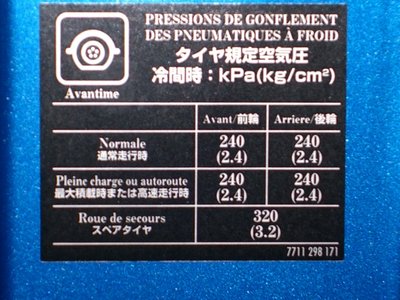 PRESSIONS DE GONFLEMENT
DES PNEUMATIQUES À FROID
タイヤ規定空気圧
冷間時：kPa(kg/cm²)
Avantime
Avant/前輪 Arriere/後輪
Normale 240 240
通常走行時 (2.4) (2.4)
Pleine charge ou autoroute 240 240
最大積載時または高速走行時 (2.4) (2.4)
Roue de secours 320
スペアタイヤ (3.2)
7711 298 171